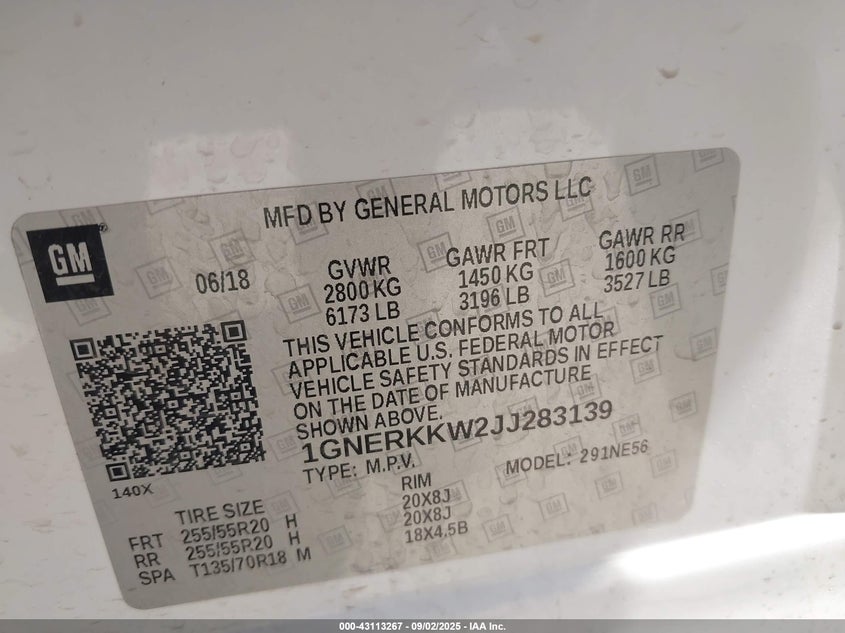 MFD BY GENERAL MOTORS LLC
GM
06/18
GVWR
2800 KG
6173 LB
GAWR FRT
1450 KG
3196 LB
GAWR RR
1600 KG
3527 LB
THIS VEHICLE CONFORMS TO ALL
APPLICABLE U.S. FEDERAL MOTOR
VEHICLE SAFETY STANDARDS IN EFFECT
ON THE DATE OF MANUFACTURE
SHOWN ABOVE.
1GNERKKW2JJ283139
TYPE: M.P.V.
MODEL: 291NE56
140X
TIRE SIZE
RIM
FRT 255/55R20 H 20X8J
RR 255/55R20 H 20X8J
SPA T135/70R18 M 18X4.5B
000-43113267 - 09/02/2025 - IAA Inc.